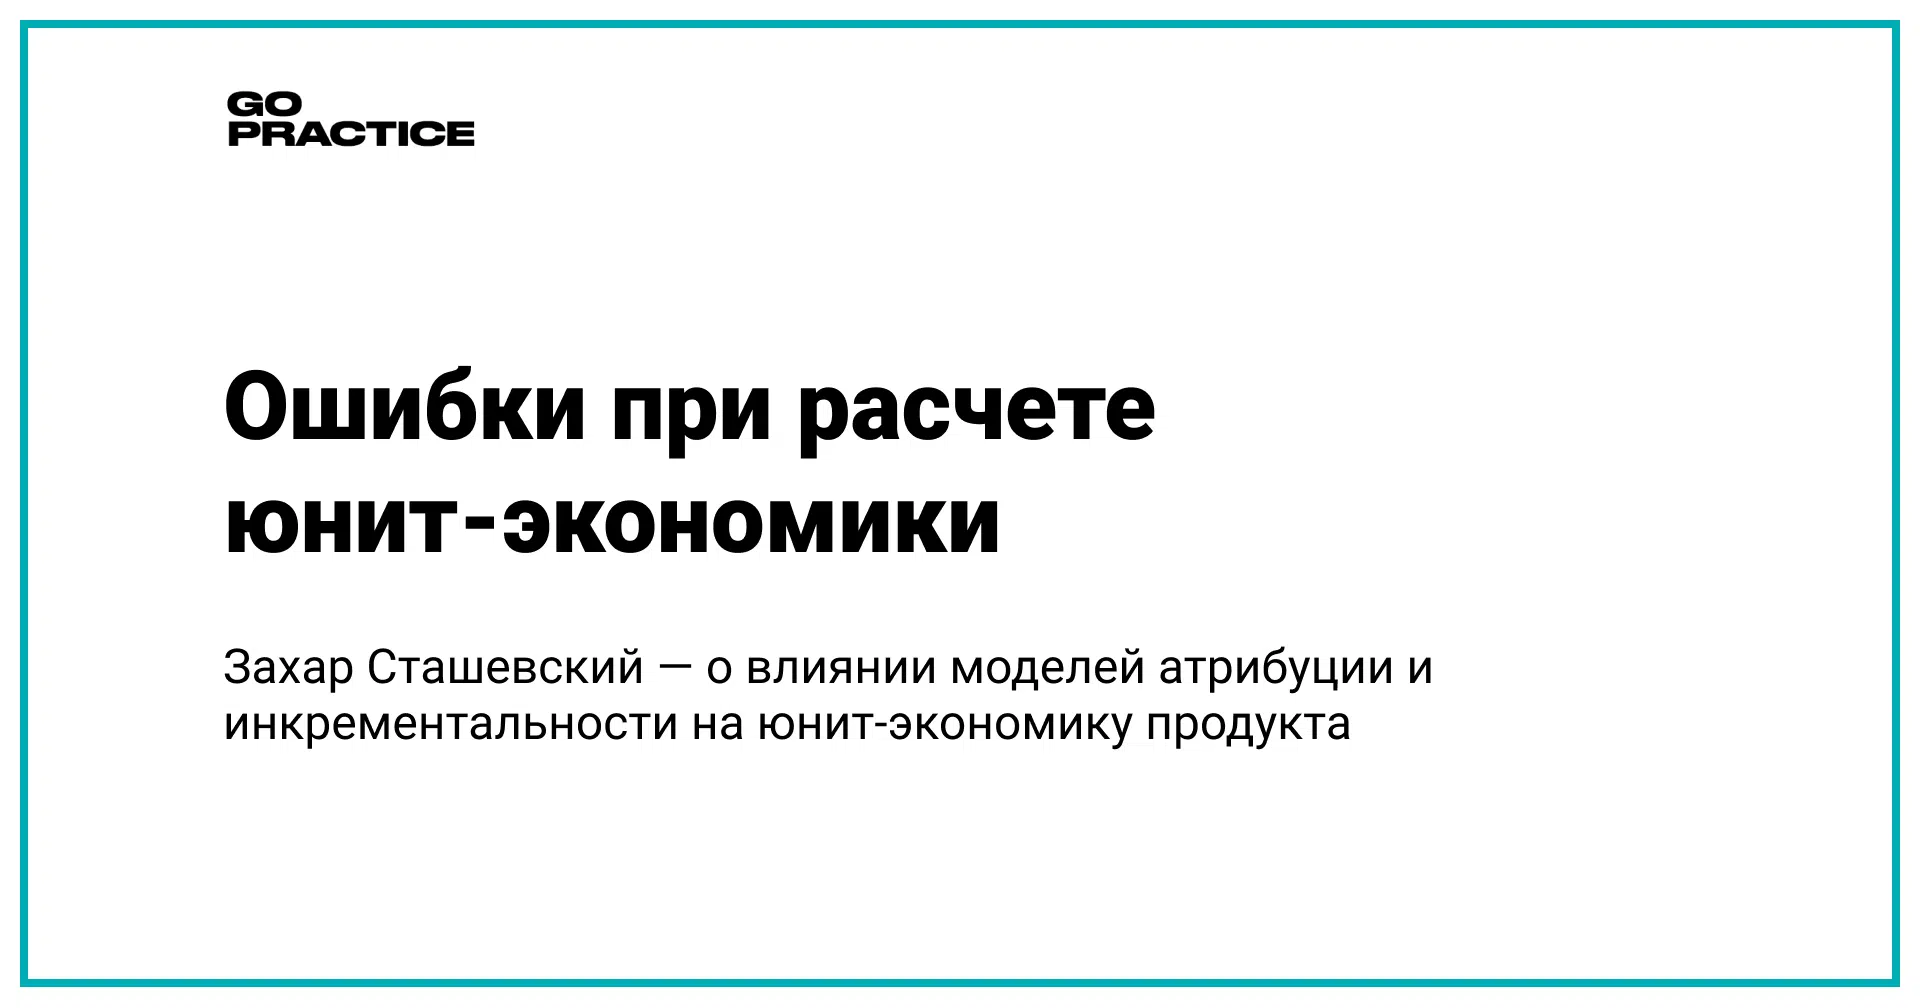 GO
PRACTICE
Ошибки при расчете
юнит-экономики
Захар Сташевский — о влиянии моделей атрибуции и
инкрементальности на юнит-экономику продукта